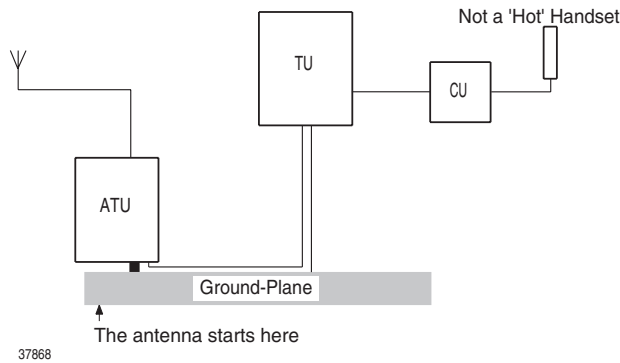 Not a 'Hot' Handset
TU
CU
ATU
Ground-Plane
The antenna starts here
37868